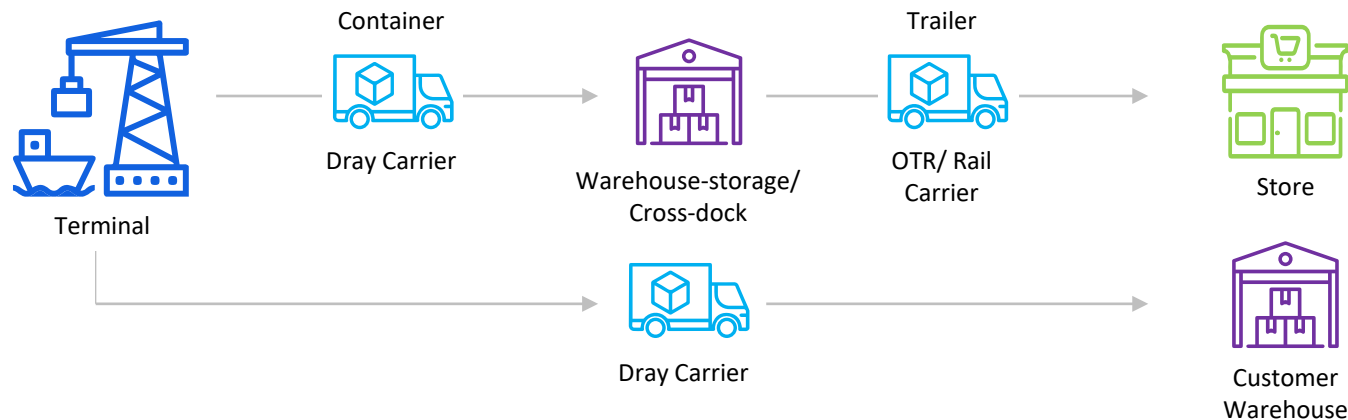 Container
Trailer
Dray Carrier
OTR/ Rail
Carrier
Warehouse-storage/
Cross-dock
Store
Terminal
Dray Carrier
Customer
Warehouse